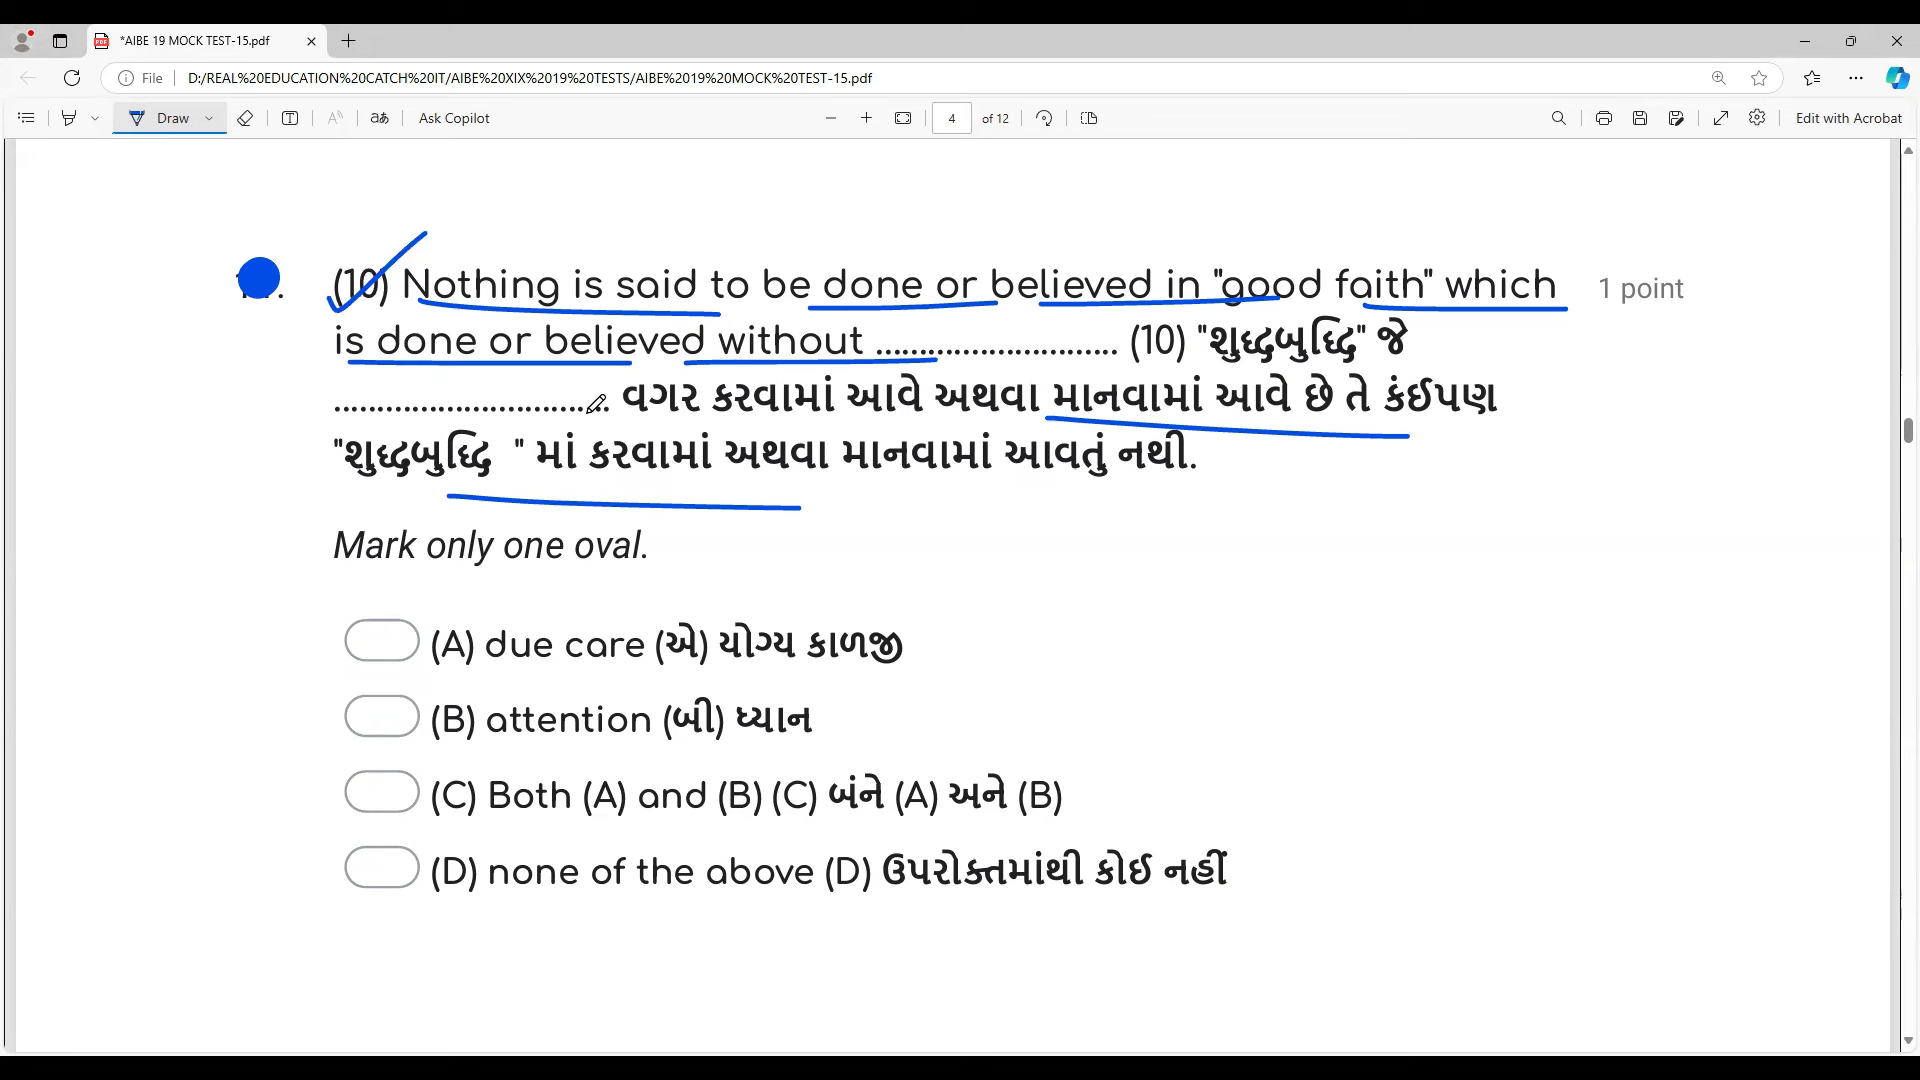 *AIBE 19 MOCK TEST-15.pdf
File D:/REAL%20EDUCATION%20CATCH%20IT/AIBE%20XIX%2019%20TESTS/AIBE%2019%20MOCK%20TEST-15.pdf
Draw Ask Copilot 4 of 12 Edit with Acrobat
(10) Nothing is said to be done or believed in "good faith" which 1 point
is done or believed without ............................ (10) "શુદ્ધબુદ્ધિ" જે
................................ વગર કરવામાં આવે અથવા માનવામાં આવે છે તે કંઈપણ
"શુદ્ધબુદ્ધિ " માં કરવામાં અથવા માનવામાં આવતું નથી.
Mark only one oval.
(A) due care (એ) યોગ્ય કાળજી
(B) attention (બી) ધ્યાન
(C) Both (A) and (B) (C) બંને (A) અને (B)
(D) none of the above (D) ઉપરોક્તમાંથી કોઈ નહીં